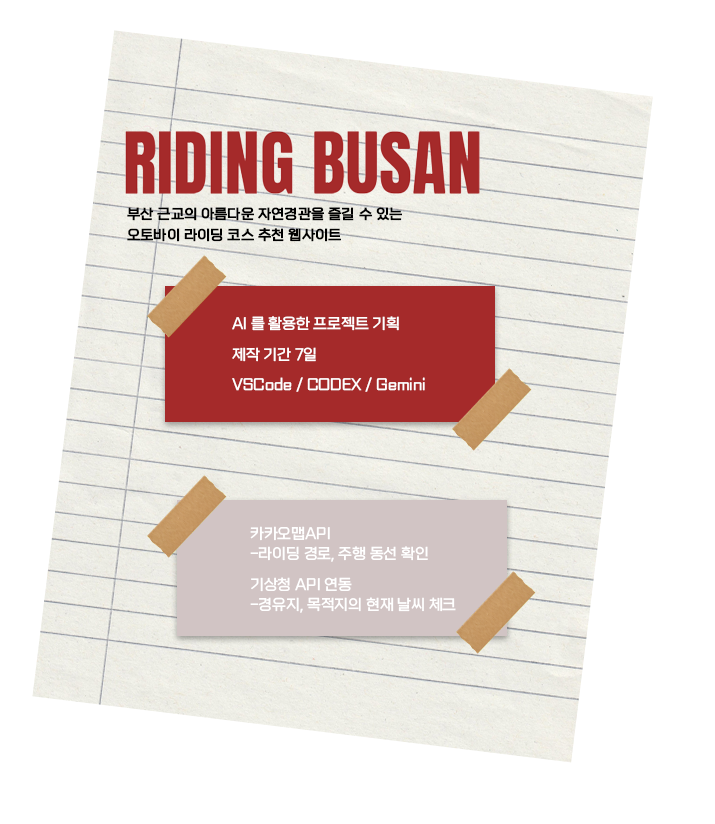 RIDING BUSAN
부산 근교의 아름다운 자연경관을 즐길 수 있는
오토바이 라이딩 코스 추천 웹사이트
AI 를 활용한 프로젝트 기획
제작 기간 7일
VSCode / CODEX / Gemini
카카오맵API
-라이딩 경로, 주행 동선 확인
기상청 API 연동
-경유지, 목적지의 현재 날씨 체크